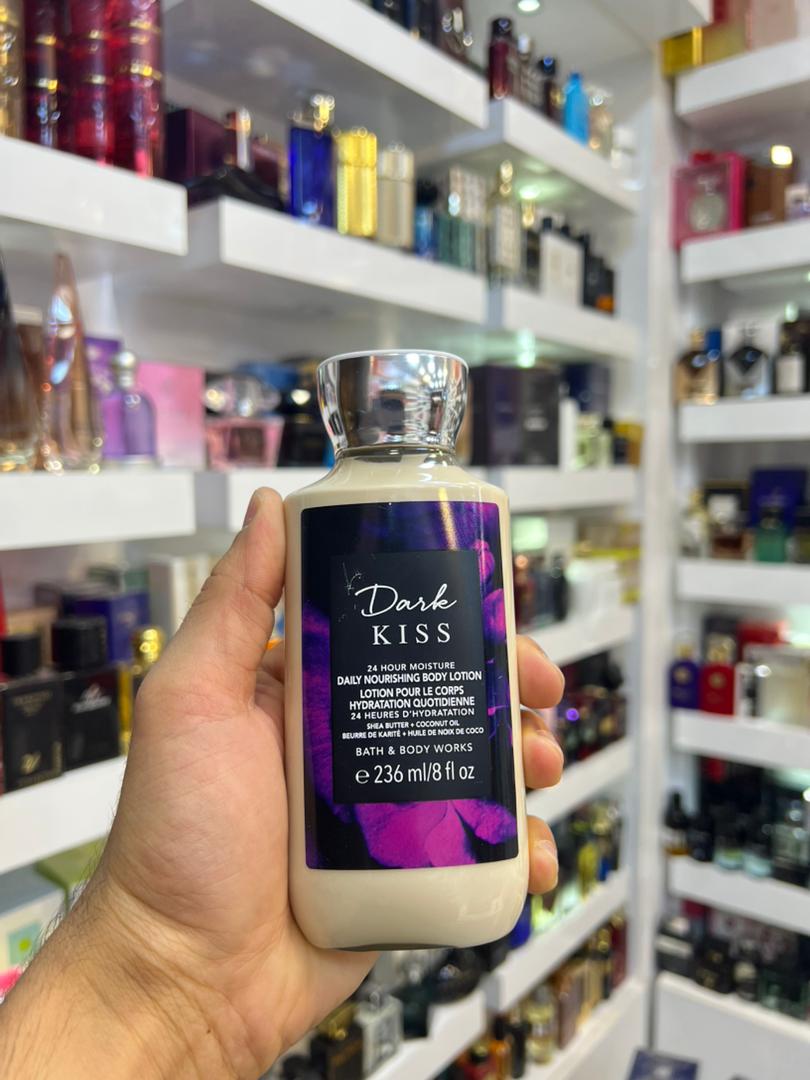 Dark
KISS
24 HOUR MOISTURE
DAILY NOURISHING BODY LOTION
LOTION POUR LE CORPS
HYDRATATION QUOTIDIENNE
24 HEURES D'HYDRATATION
SHEA BUTTER + COCONUT OIL
BEURRE DE KARITÉ + HUILE DE NOIX DE COCO
BATH & BODY WORKS
℮ 236 ml/8 fl oz